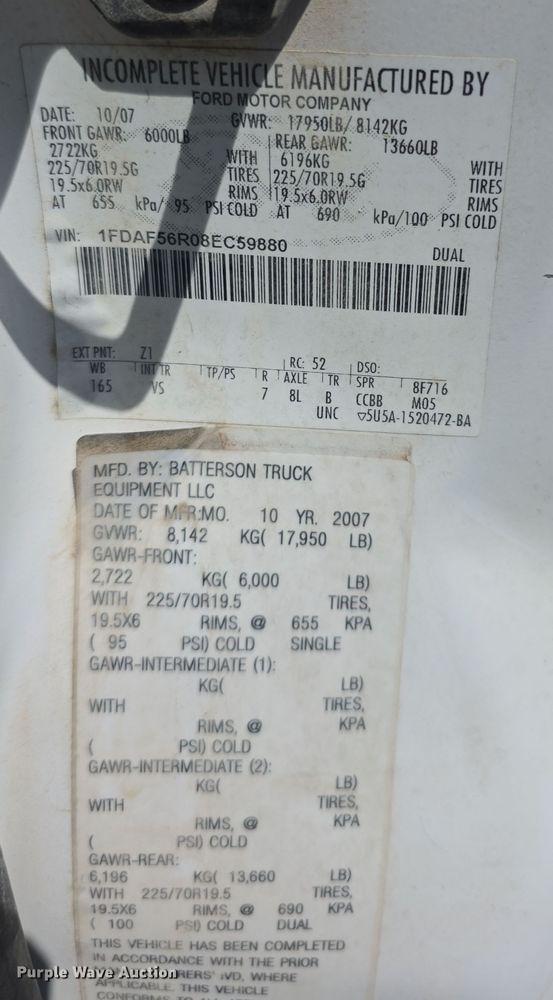 INCOMPLETE VEHICLE MANUFACTURED BY
FORD MOTOR COMPANY
DATE: 10/07 GVWR: 17950LB/ 8142KG
FRONT GAWR: 6000LB REAR GAWR: 13660LB
2722KG WITH 6196KG WITH
225/70R19.5G TIRES 225/70R19.5G TIRES
19.5x6.0RW RIMS 19.5x6.0RW RIMS
AT 655 kPa/ 95 PSI COLD AT 690 kPa/100 PSI COLD
VIN: 1FDAF56R08EC59880 DUAL
EXT PNT: Z1 RC: 52 DSO:
WB INT TR TP/PS R AXLE TR SPR 8F716
165 VS 7 8L B CCBB M05
UNC ▽5U5A-1520472-BA
MFD. BY: BATTERSON TRUCK
EQUIPMENT LLC
DATE OF MFR:MO. 10 YR. 2007
GVWR: 8,142 KG( 17,950 LB)
GAWR-FRONT:
2,722 KG( 6,000 LB)
WITH 225/70R19.5 TIRES,
19.5X6 RIMS, @ 655 KPA
( 95 PSI) COLD SINGLE
GAWR-INTERMEDIATE (1):
KG( LB)
WITH TIRES,
RIMS, @ KPA
( PSI) COLD
GAWR-INTERMEDIATE (2):
KG( LB)
WITH TIRES,
RIMS, @ KPA
( PSI) COLD
GAWR-REAR:
6,196 KG( 13,660 LB)
WITH 225/70R19.5 TIRES,
19.5X6 RIMS, @ 690 KPA
( 100 PSI) COLD DUAL
THIS VEHICLE HAS BEEN COMPLETED
IN ACCORDANCE WITH THE PRIOR
RERS' IVD, WHERE
APPLICABLE. THIS VEHICLE
CONFORMS TO
Purple Wave Auction